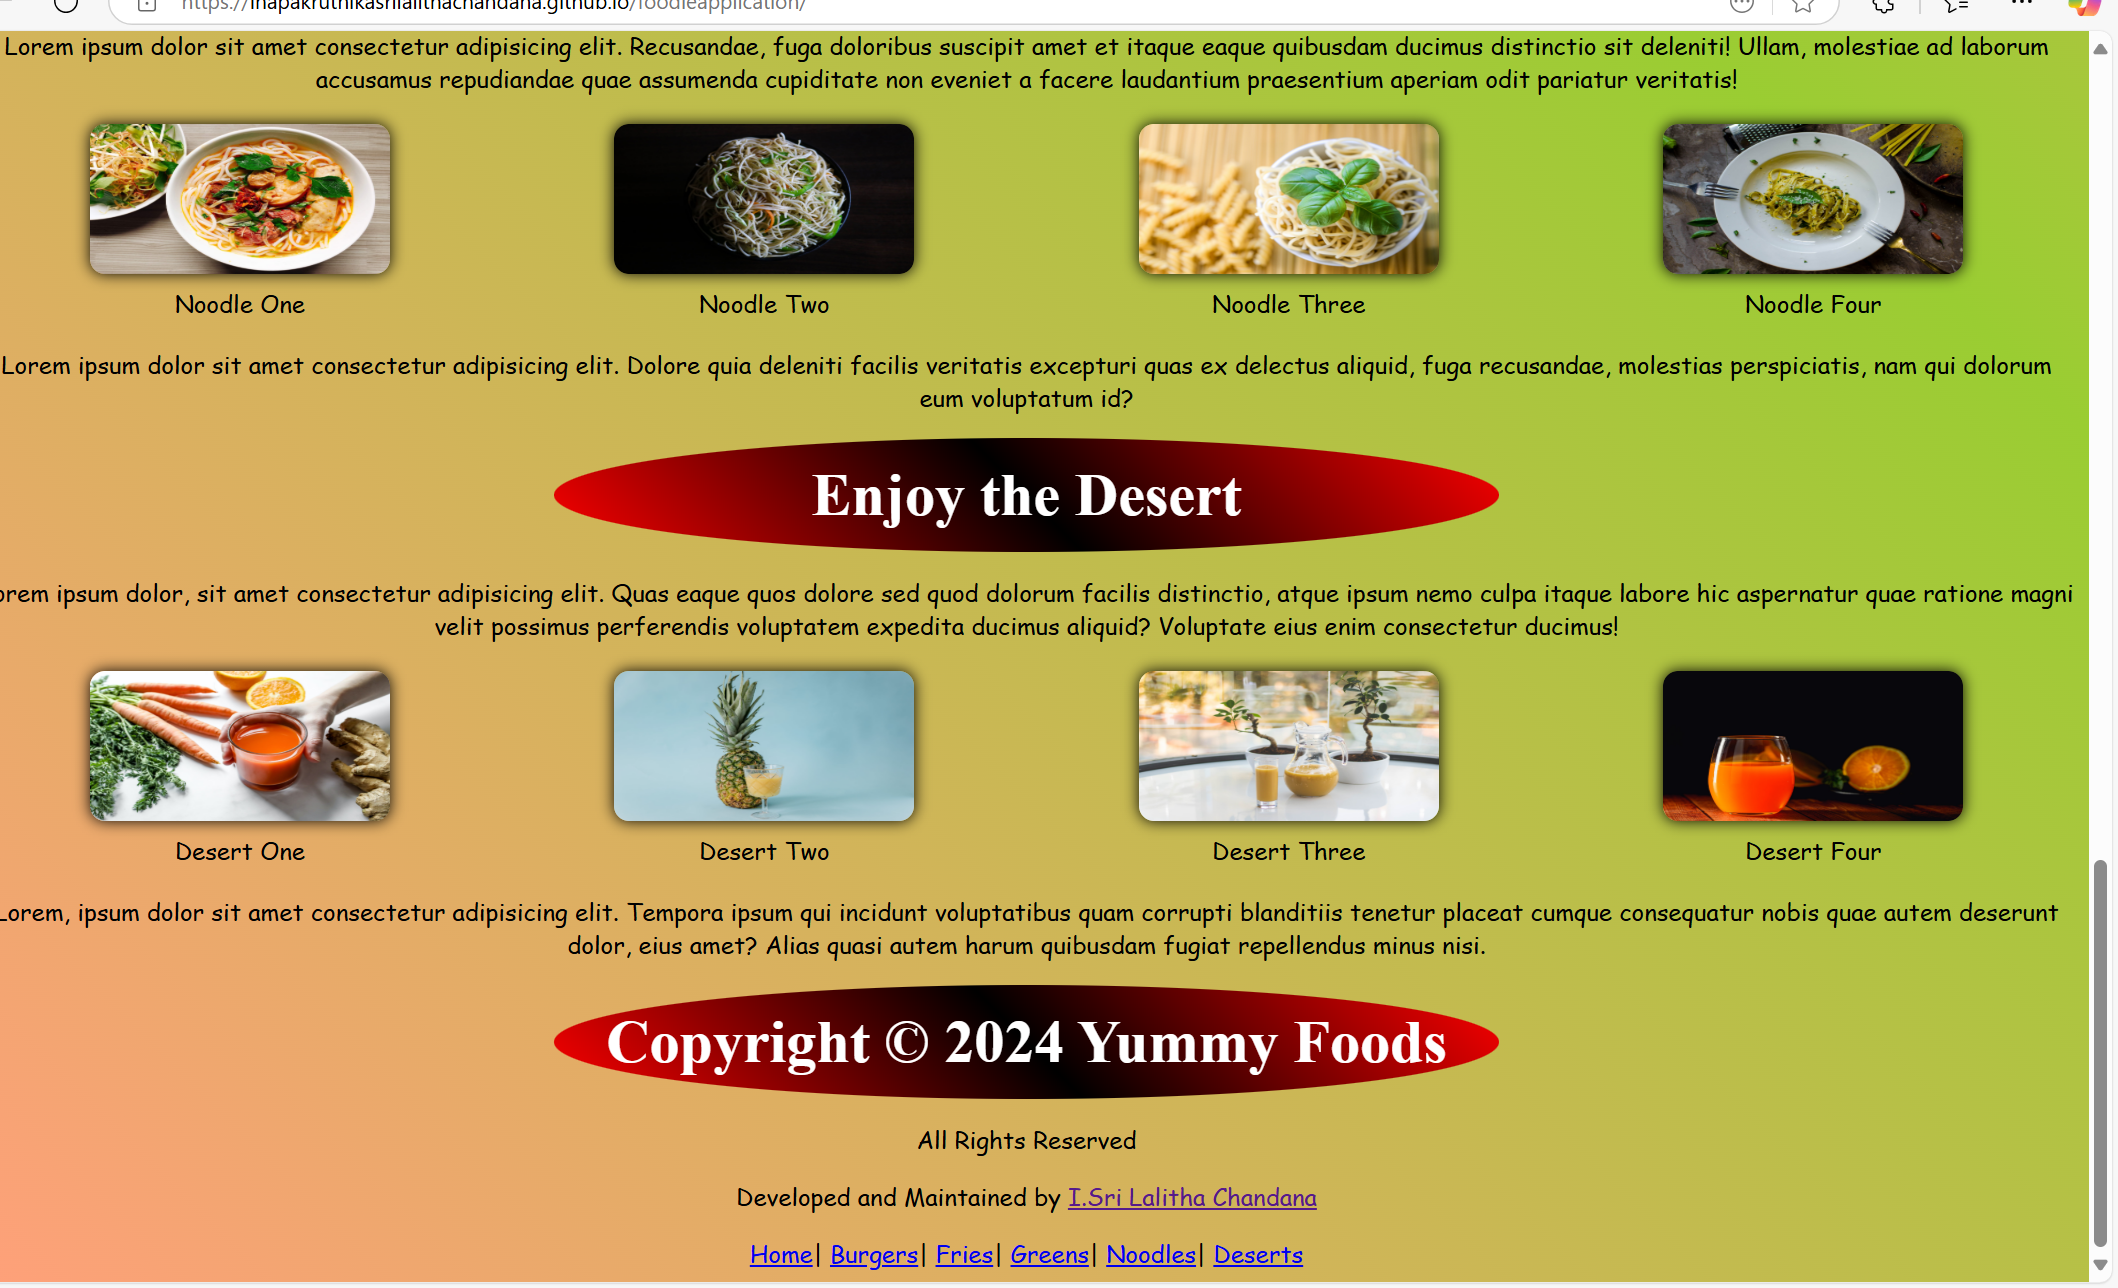 https://inapakruthikasrilalithachandana.github.io/foodieapplication/
Lorem ipsum dolor sit amet consectetur adipisicing elit. Recusandae, fuga doloribus suscipit amet et itaque eaque quibusdam ducimus distinctio sit deleniti! Ullam, molestiae ad laborum
accusamus repudiandae quae assumenda cupiditate non eveniet a facere laudantium praesentium aperiam odit pariatur veritatis!
Noodle One
Noodle Two
Noodle Three
Noodle Four
Lorem ipsum dolor sit amet consectetur adipisicing elit. Dolore quia deleniti facilis veritatis excepturi quas ex delectus aliquid, fuga recusandae, molestias perspiciatis, nam qui dolorum
eum voluptatum id?
Enjoy the Desert
orem ipsum dolor, sit amet consectetur adipisicing elit. Quas eaque quos dolore sed quod dolorum facilis distinctio, atque ipsum nemo culpa itaque labore hic aspernatur quae ratione magni
velit possimus perferendis voluptatem expedita ducimus aliquid? Voluptate eius enim consectetur ducimus!
Desert One
Desert Two
Desert Three
Desert Four
Lorem, ipsum dolor sit amet consectetur adipisicing elit. Tempora ipsum qui incidunt voluptatibus quam corrupti blanditiis tenetur placeat cumque consequatur nobis quae autem deserunt
dolor, eius amet? Alias quasi autem harum quibusdam fugiat repellendus minus nisi.
Copyright © 2024 Yummy Foods
All Rights Reserved
Developed and Maintained by I.Sri Lalitha Chandana
Home| Burgers| Fries| Greens| Noodles| Deserts